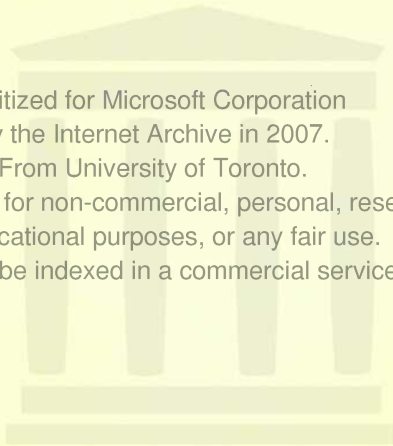 itized for Microsoft Corporation
the Internet Archive in 2007.
From University of Toronto.
for non-commercial, personal, rese
cational purposes, or any fair use.
be indexed in a commercial service